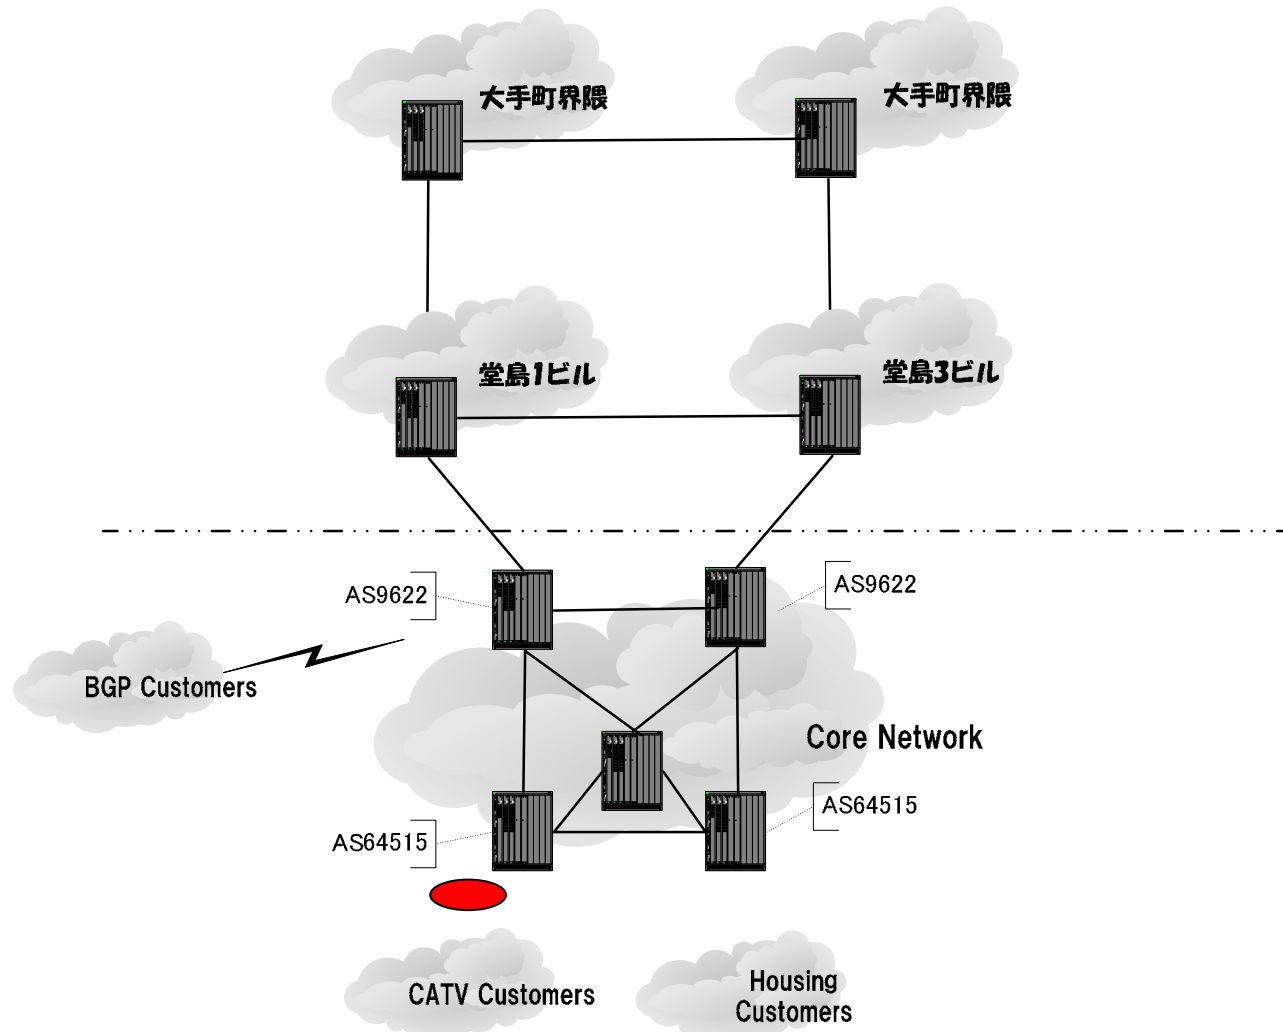 大手町界隈
大手町界隈
堂島1ビル
堂島3ビル
AS9622
AS9622
BGP Customers
Core Network
AS64515
AS64515
CATV Customers
Housing
Customers